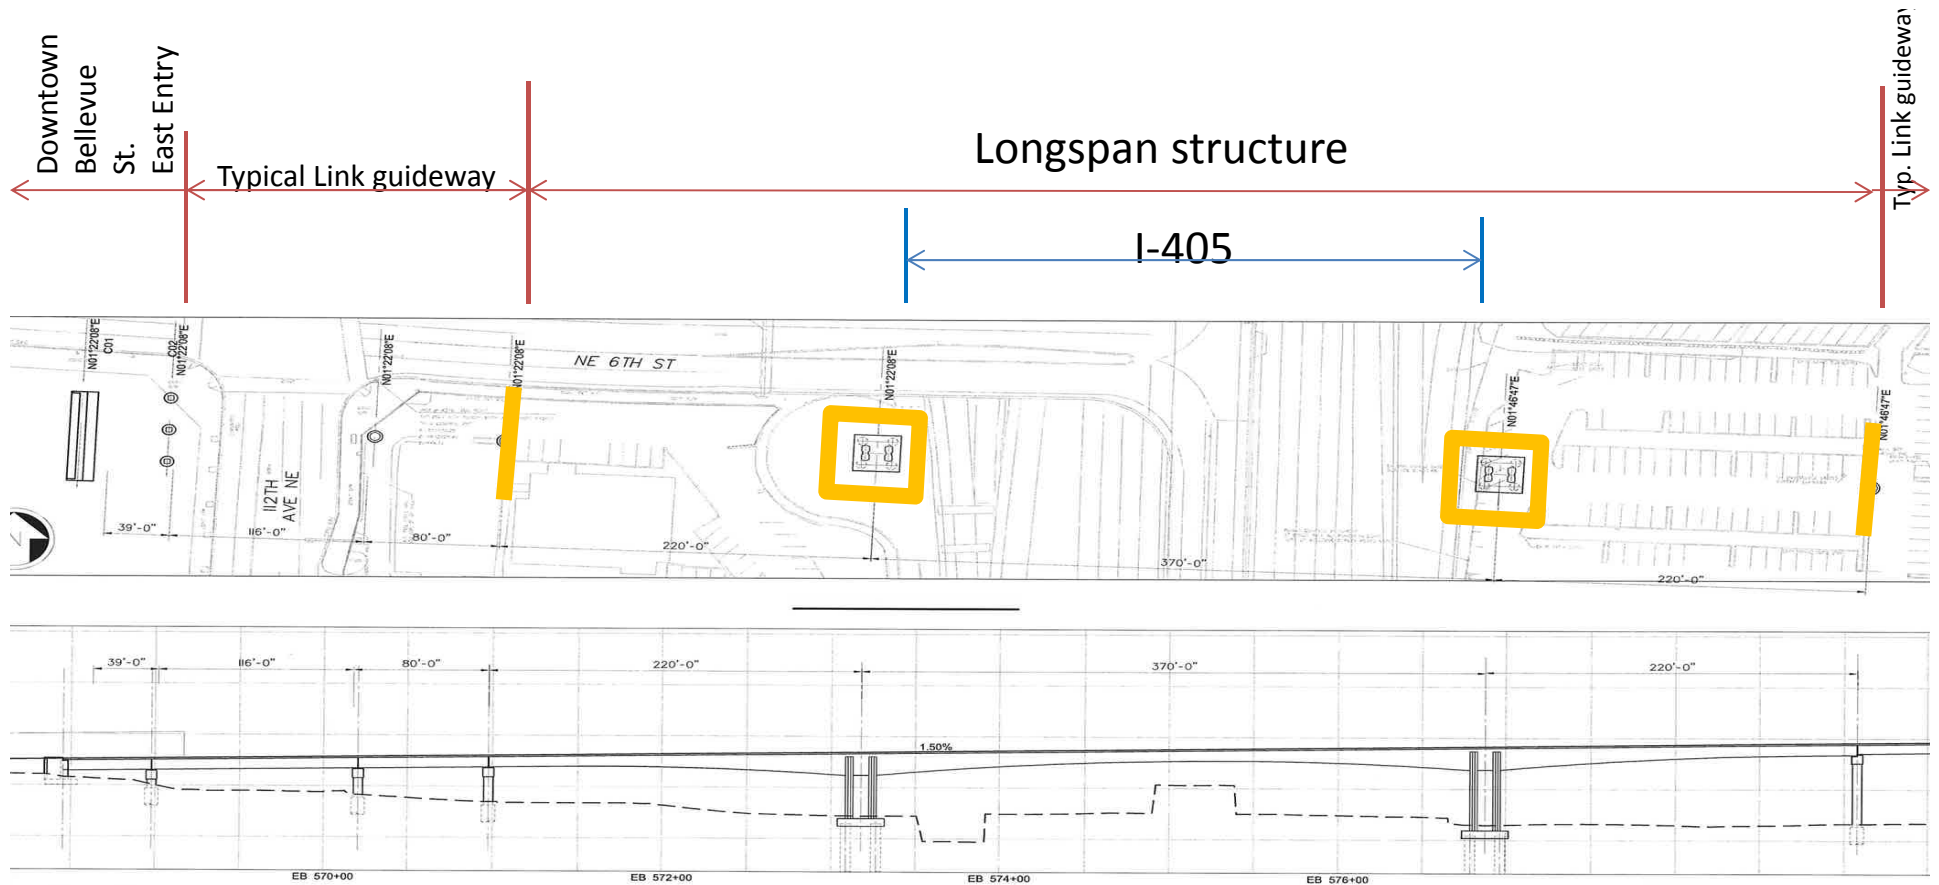 Downtown
Bellevue
St.
East Entry
Typical Link guideway
Longspan structure
Typ. Link guideway
I-405
N01°22'08"E
C01
C02
N01°22'08"E
N01°22'08"E
N01°22'08"E
NE 6TH ST
N01°22'08"E
N01°46'47"E
N01°46'47"E
112TH
AVE NE
39'-0"
116'-0"
80'-0"
220'-0"
370'-0"
220'-0"
39'-0"
116'-0"
80'-0"
220'-0"
370'-0"
220'-0"
1.50%
EB 570+00
EB 572+00
EB 574+00
EB 576+00